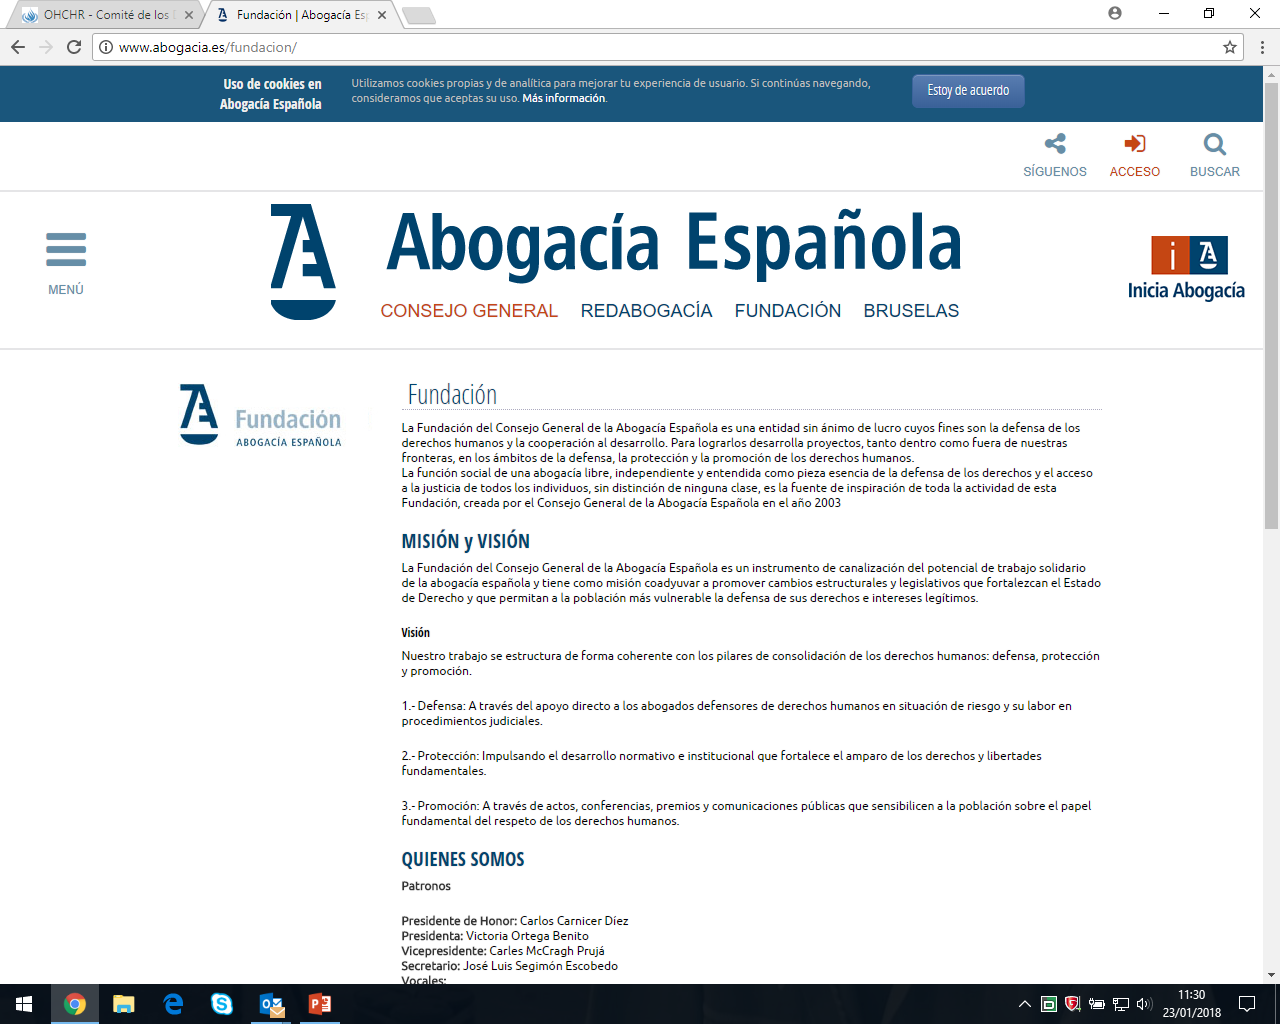 OHCHR - Comité de los
Fundación | Abogacía Esp
www.abogacia.es/fundacion/
Uso de cookies en
Abogacía Española
Utilizamos cookies propias y de analítica para mejorar tu experiencia de usuario. Si continúas navegando,
consideramos que aceptas su uso. Más información.
Estoy de acuerdo
SÍGUENOS
ACCESO
BUSCAR
MENÚ
Abogacía Española
CONSEJO GENERAL REDABOGACÍA FUNDACIÓN BRUSELAS
i
Inicia Abogacía
Fundación
ABOGACÍA ESPAÑOLA
Fundación
La Fundación del Consejo General de la Abogacía Española es una entidad sin ánimo de lucro cuyos fines son la defensa de los
derechos humanos y la cooperación al desarrollo. Para lograrlos desarrolla proyectos, tanto dentro como fuera de nuestras
fronteras, en los ámbitos de la defensa, la protección y la promoción de los derechos humanos.
La función social de una abogacía libre, independiente y entendida como pieza esencia de la defensa de los derechos y el acceso
a la justicia de todos los individuos, sin distinción de ninguna clase, es la fuente de inspiración de toda la actividad de esta
Fundación, creada por el Consejo General de la Abogacía Española en el año 2003
MISIÓN y VISIÓN
La Fundación del Consejo General de la Abogacía Española es un instrumento de canalización del potencial de trabajo solidario
de la abogacía española y tiene como misión coadyuvar a promover cambios estructurales y legislativos que fortalezcan el Estado
de Derecho y que permitan a la población más vulnerable la defensa de sus derechos e intereses legítimos.
Visión
Nuestro trabajo se estructura de forma coherente con los pilares de consolidación de los derechos humanos: defensa, protección
y promoción.
1.- Defensa: A través del apoyo directo a los abogados defensores de derechos humanos en situación de riesgo y su labor en
procedimientos judiciales.
2.- Protección: Impulsando el desarrollo normativo e institucional que fortalece el amparo de los derechos y libertades
fundamentales.
3.- Promoción: A través de actos, conferencias, premios y comunicaciones públicas que sensibilicen a la población sobre el papel
fundamental del respeto de los derechos humanos.
QUIENES SOMOS
Patronos
Presidente de Honor: Carlos Carnicer Díez
Presidenta: Victoria Ortega Benito
Vicepresidente: Carles McCragh Prujá
Secretario: José Luis Segimón Escobedo
Vocales:
11:30
23/01/2018